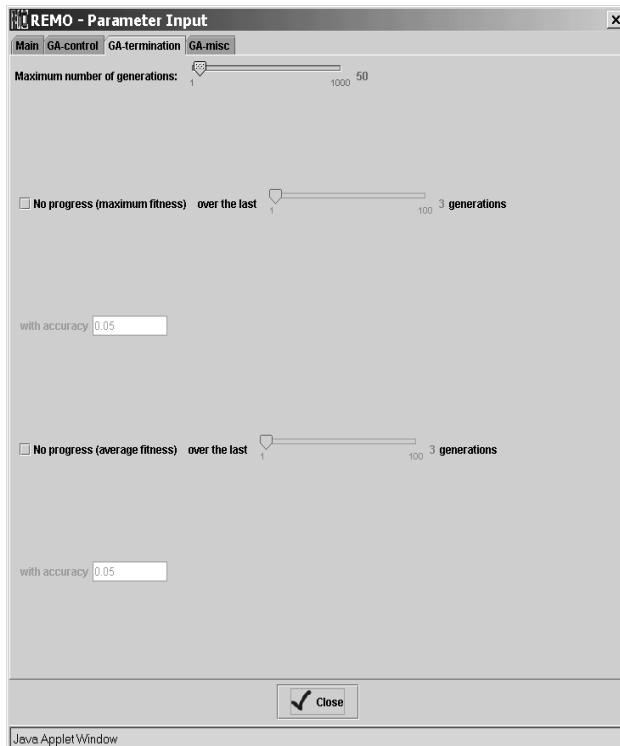 REMO - Parameter Input
Main GA-control GA-termination GA-misc
Maximum number of generations: 1 1000 50
No progress (maximum fitness) over the last 1 100 3 generations
with accuracy 0.05
No progress (average fitness) over the last 1 100 3 generations
with accuracy 0.05
Close
Java Applet Window